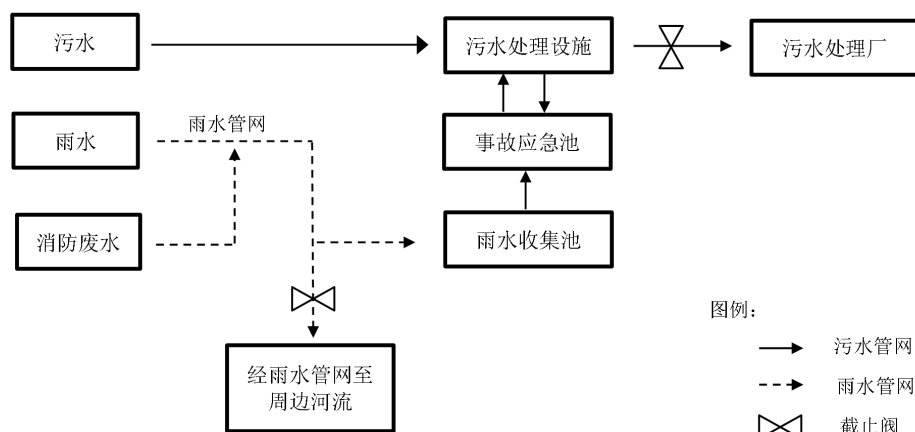 污水
污水处理设施
污水处理厂
雨水
雨水管网
事故应急池
消防废水
雨水收集池
经雨水管网至
周边河流
图例：
污水管网
雨水管网
截止阀